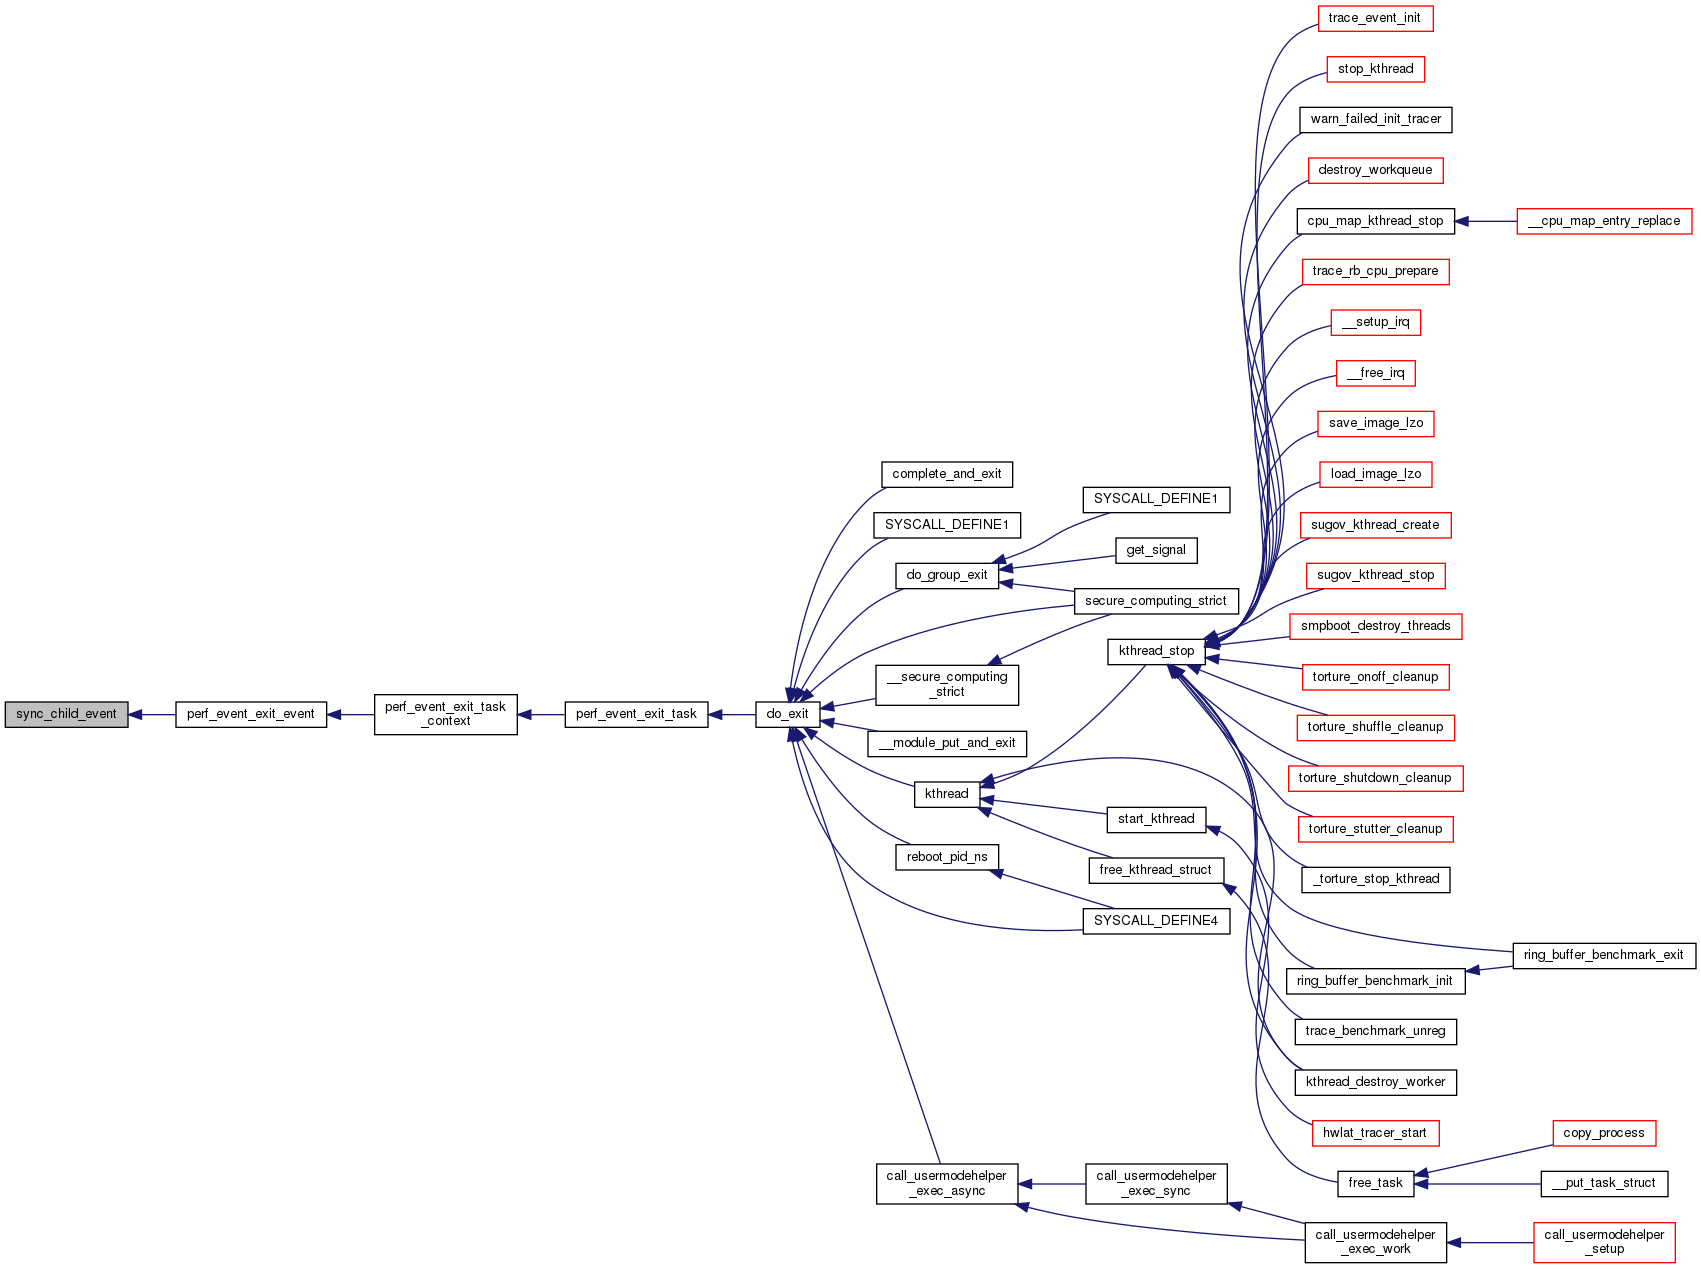 trace_event_init
stop_kthread
warn_failed_init_tracer
destroy_workqueue
cpu_map_kthread_stop
__cpu_map_entry_replace
trace_rb_cpu_prepare
__setup_irq
__free_irq
save_image_lzo
load_image_lzo
complete_and_exit
SYSCALL_DEFINE1
SYSCALL_DEFINE1
sugov_kthread_create
get_signal
do_group_exit
sugov_kthread_stop
secure_computing_strict
smpboot_destroy_threads
kthread_stop
__secure_computing
_strict
torture_onoff_cleanup
sync_child_event
perf_event_exit_event
perf_event_exit_task
_context
perf_event_exit_task
do_exit
torture_shuffle_cleanup
__module_put_and_exit
torture_shutdown_cleanup
kthread
start_kthread
torture_stutter_cleanup
reboot_pid_ns
free_kthread_struct
_torture_stop_kthread
SYSCALL_DEFINE4
ring_buffer_benchmark_exit
ring_buffer_benchmark_init
trace_benchmark_unreg
kthread_destroy_worker
hwlat_tracer_start
copy_process
call_usermodehelper
_exec_async
call_usermodehelper
_exec_sync
free_task
__put_task_struct
call_usermodehelper
_exec_work
call_usermodehelper
_setup